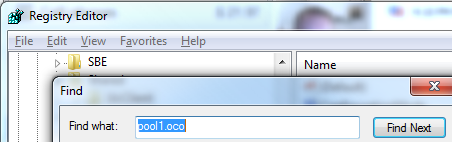 Registry Editor
File Edit View Favorites Help
SBE
Name
Find
Find what: pool1.oco Find Next